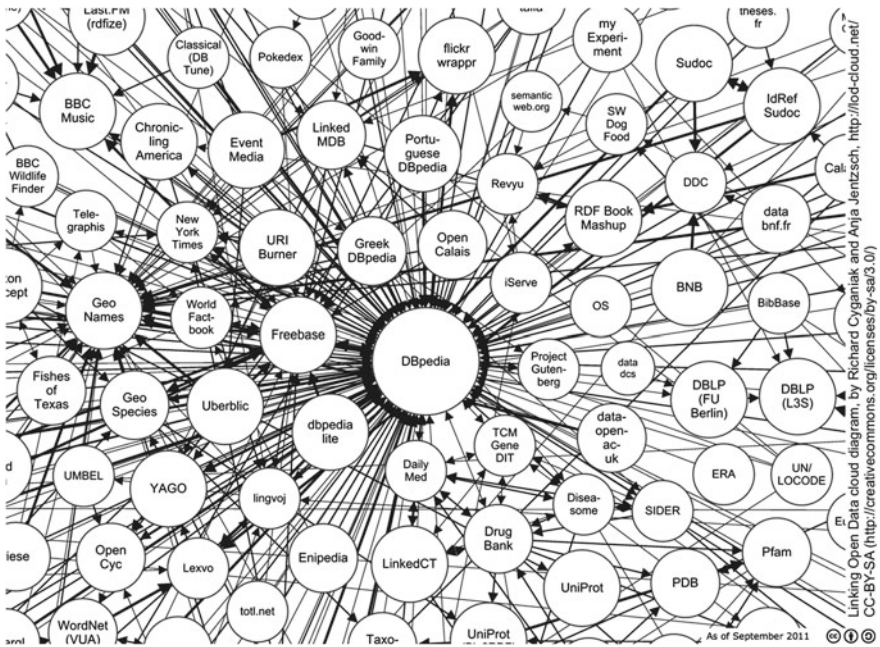 Last.FM
(rdfize)
Classical
(DB
Tune)
Pokedex
Good-
win
Family
flickr
wrappr
my
Experi-
ment
theses.
fr
Sudoc
IdRef
Sudoc
BBC
Music
Chronic-
ling
America
Event
Media
Linked
MDB
Portu-
guese
DBpedia
semantic
web.org
SW
Dog
Food
BBC
Wildlife
Finder
Revyu
DDC
Tele-
graphis
New
York
Times
URI
Burner
Greek
DBpedia
Open
Calais
RDF Book
Mashup
data
bnf.fr
Geo
Names
World
Fact-
book
Freebase
iServe
OS
BNB
BibBase
DBpedia
Project
Guten-
berg
data
dcs
Fishes
of
Texas
Geo
Species
Uberblic
dbpedia
lite
DBLP
(FU
Berlin)
DBLP
(L3S)
TCM
Gene
DIT
data-
open-
ac-
uk
UMBEL
YAGO
lingvoj
Daily
Med
Disea-
some
SIDER
ERA
UN/
LOCODE
Open
Cyc
Lexvo
Enipedia
LinkedCT
Drug
Bank
UniProt
PDB
Pfam
WordNet
(VUA)
totl.net
Taxo-
UniProt
As of September 2011
Linking Open Data cloud diagram, by Richard Cyganiak and Anja Jentzsch, http://lod-cloud.net/
CC-BY-SA (http://creativecommons.org/licenses/by-sa/3.0/)